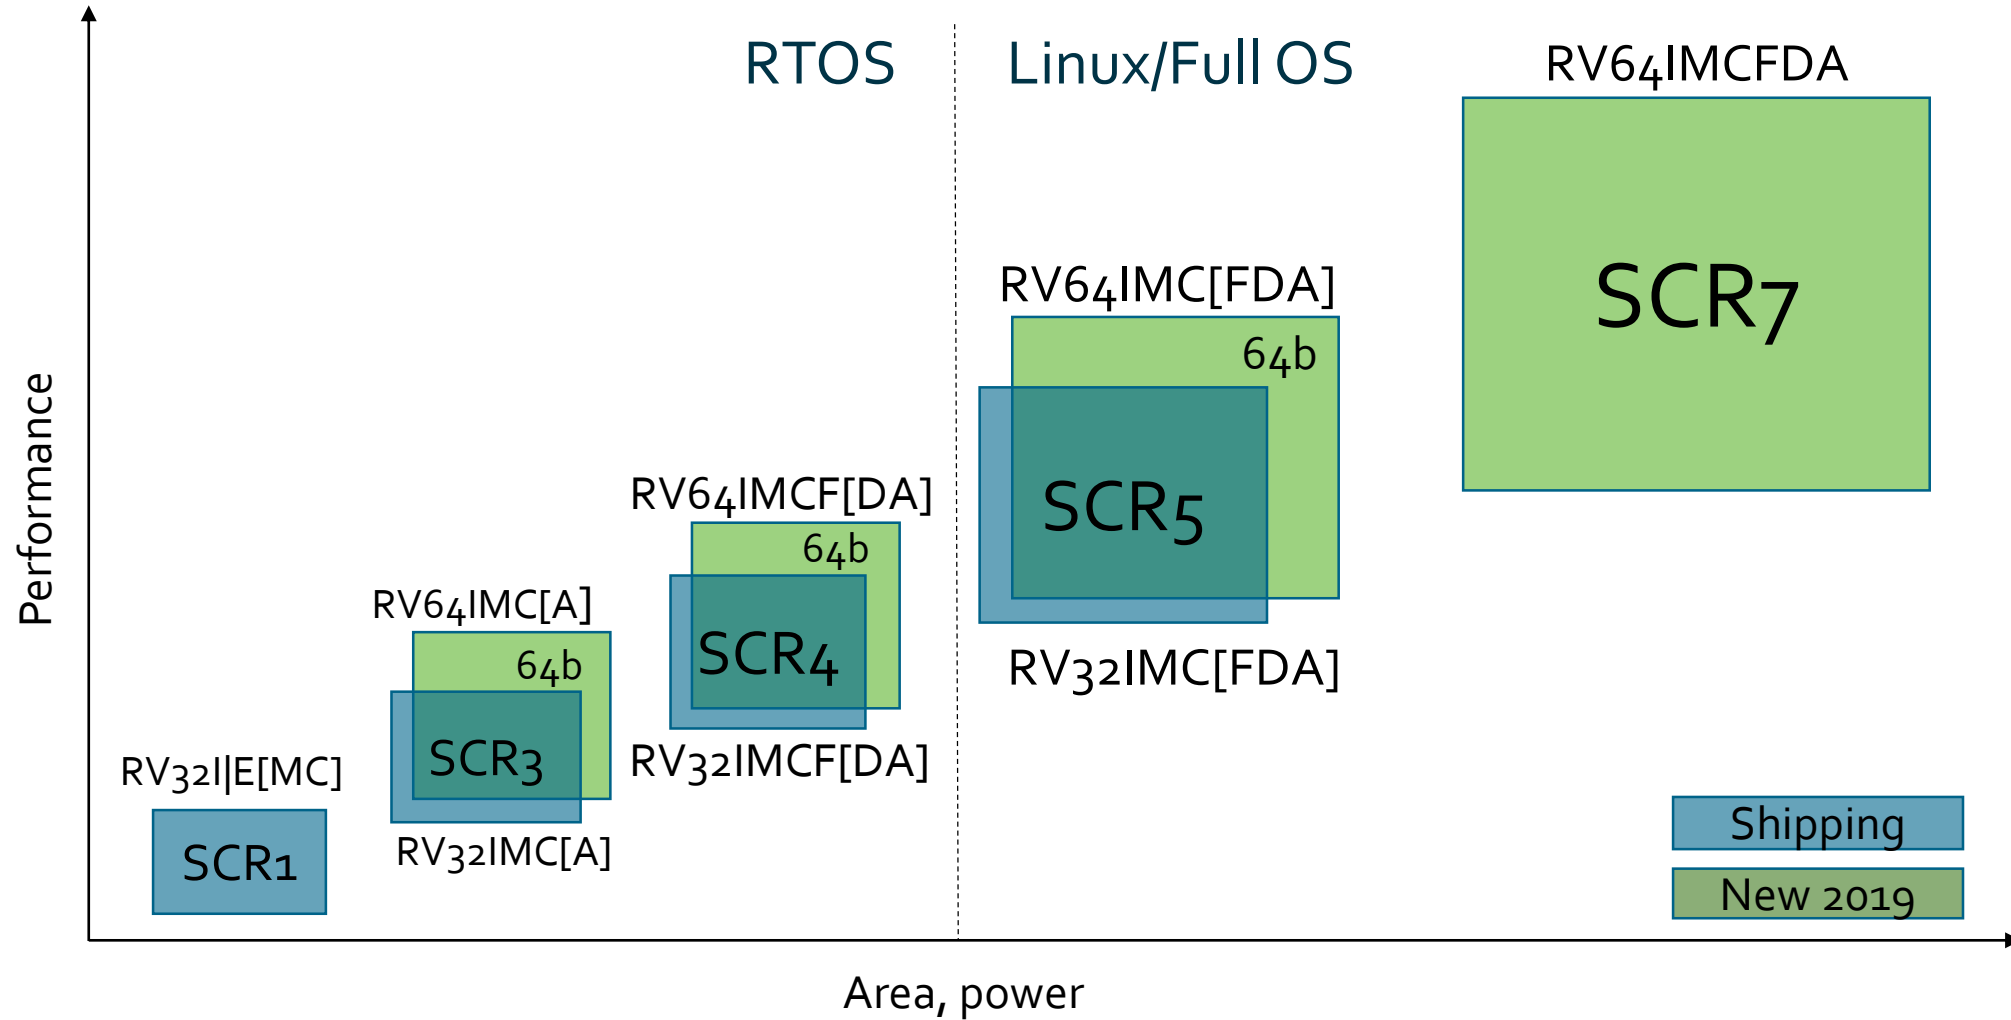 RTOS
Linux/Full OS
RV64IMCFDA
SCR7
RV64IMC[FDA]
64b
SCR5
RV32IMC[FDA]
RV64IMCF[DA]
64b
SCR4
RV32IMCF[DA]
RV64IMC[A]
64b
SCR3
RV32IMC[A]
RV32I|E[MC]
SCR1
Shipping
New 2019
Performance
Area, power